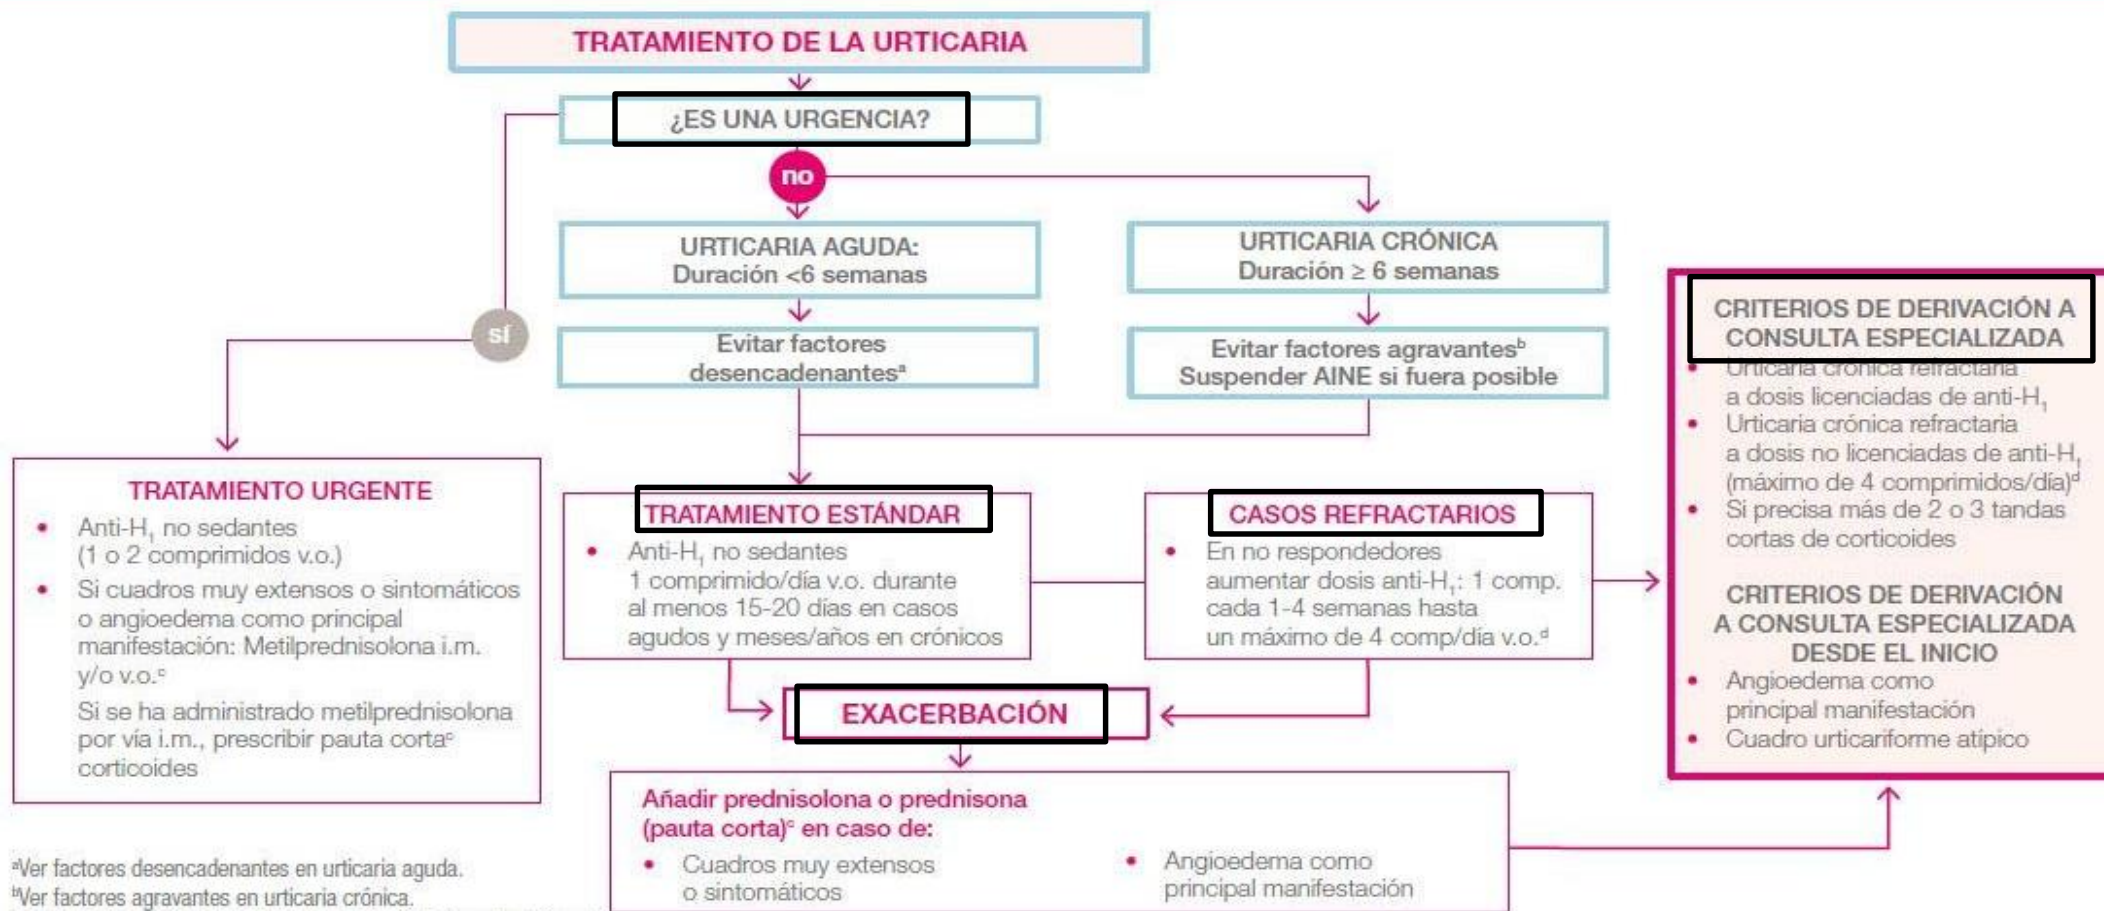 TRATAMIENTO DE LA URTICARIA
¿ES UNA URGENCIA?
no
sí
URTICARIA AGUDA:
Duración <6 semanas
URTICARIA CRÓNICA
Duración ≥ 6 semanas
Evitar factores
desencadenantesª
Evitar factores agravantesᵇ
Suspender AINE si fuera posible
TRATAMIENTO URGENTE
• Anti-H₁ no sedantes
(1 o 2 comprimidos v.o.)
• Si cuadros muy extensos o sintomáticos
o angioedema como principal
manifestación: Metilprednisolona i.m.
y/o v.o.ᶜ
Si se ha administrado metilprednisolona
por vía i.m., prescribir pauta cortaᶜ
corticoides
TRATAMIENTO ESTÁNDAR
• Anti-H₁ no sedantes
1 comprimido/día v.o. durante
al menos 15-20 días en casos
agudos y meses/años en crónicos
CASOS REFRACTARIOS
• En no respondedores
aumentar dosis anti-H₁: 1 comp.
cada 1-4 semanas hasta
un máximo de 4 comp/día v.o.ᵈ
EXACERBACIÓN
Añadir prednisolona o prednisona
(pauta corta)ᶜ en caso de:
• Cuadros muy extensos
o sintomáticos
• Angioedema como
principal manifestación
CRITERIOS DE DERIVACIÓN A
CONSULTA ESPECIALIZADA
• Urticaria crónica refractaria
a dosis licenciadas de anti-H₁
• Urticaria crónica refractaria
a dosis no licenciadas de anti-H₁
(máximo de 4 comprimidos/día)ᵈ
• Si precisa más de 2 o 3 tandas
cortas de corticoides
CRITERIOS DE DERIVACIÓN
A CONSULTA ESPECIALIZADA
DESDE EL INICIO
• Angioedema como
principal manifestación
• Cuadro urticariforme atípico
ªVer factores desencadenantes en urticaria aguda.
ᵇVer factores agravantes en urticaria crónica.